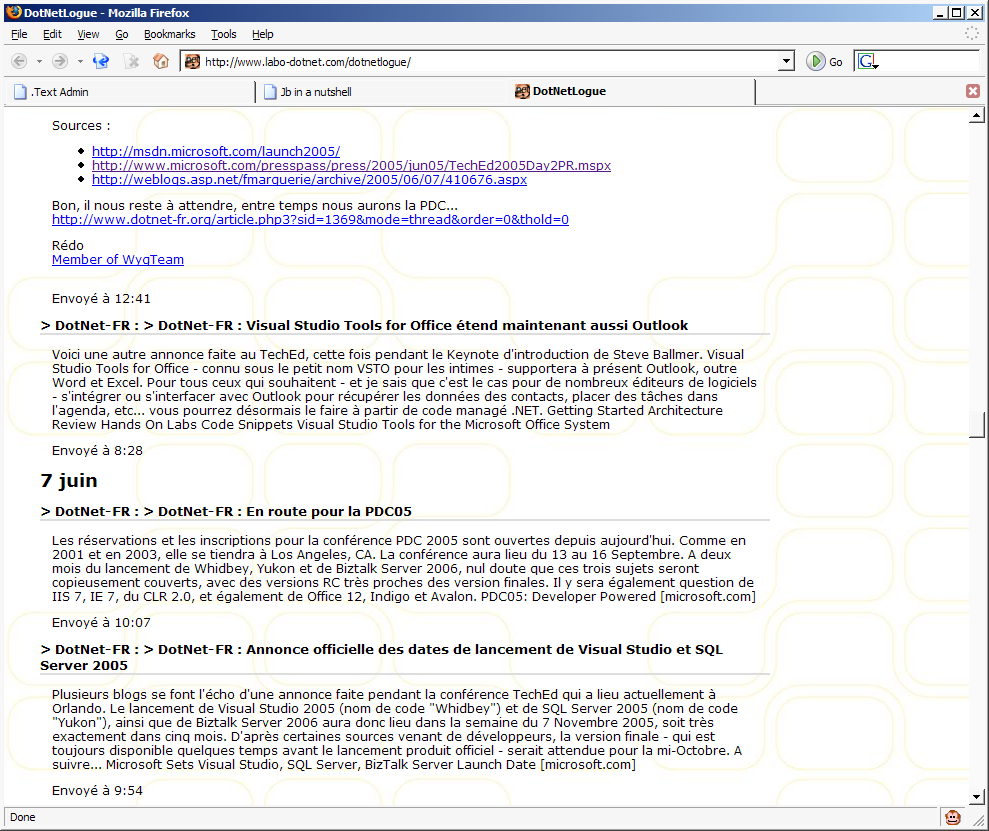 DotNetLogue - Mozilla Firefox
File Edit View Go Bookmarks Tools Help
http://www.labo-dotnet.com/dotnetlogue/
Go
G
.Text Admin
Jb in a nutshell
DotNetLogue
Sources :
http://msdn.microsoft.com/launch2005/
http://www.microsoft.com/presspass/press/2005/jun05/TechEd2005Day2PR.mspx
http://weblogs.asp.net/fmarguerie/archive/2005/06/07/410676.aspx
Bon, il nous reste à attendre, entre temps nous aurons la PDC...
http://www.dotnet-fr.org/article.php3?sid=1369&mode=thread&order=0&thold=0
Rédo
Member of WygTeam
Envoyé à 12:41
> DotNet-FR : > DotNet-FR : Visual Studio Tools for Office étend maintenant aussi Outlook
Voici une autre annonce faite au TechEd, cette fois pendant le Keynote d'introduction de Steve Ballmer. Visual
Studio Tools for Office - connu sous le petit nom VSTO pour les intimes - supportera à présent Outlook, outre
Word et Excel. Pour tous ceux qui souhaitent - et je sais que c'est le cas pour de nombreux éditeurs de logiciels
- s'intégrer ou s'interfacer avec Outlook pour récupérer les données des contacts, placer des tâches dans
l'agenda, etc... vous pourrez désormais le faire à partir de code managé .NET. Getting Started Architecture
Review Hands On Labs Code Snippets Visual Studio Tools for the Microsoft Office System
Envoyé à 8:28
7 juin
> DotNet-FR : > DotNet-FR : En route pour la PDC05
Les réservations et les inscriptions pour la conférence PDC 2005 sont ouvertes depuis aujourd'hui. Comme en
2001 et en 2003, elle se tiendra à Los Angeles, CA. La conférence aura lieu du 13 au 16 Septembre. A deux
mois du lancement de Whidbey, Yukon et de Biztalk Server 2006, nul doute que ces trois sujets seront
copieusement couverts, avec des versions RC très proches des version finales. Il y sera également question de
IIS 7, IE 7, du CLR 2.0, et également de Office 12, Indigo et Avalon. PDC05: Developer Powered [microsoft.com]
Envoyé à 10:07
> DotNet-FR : > DotNet-FR : Annonce officielle des dates de lancement de Visual Studio et SQL
Server 2005
Plusieurs blogs se font l'écho d'une annonce faite pendant la conférence TechEd qui a lieu actuellement à
Orlando. Le lancement de Visual Studio 2005 (nom de code "Whidbey") et de SQL Server 2005 (nom de code
"Yukon"), ainsi que de Biztalk Server 2006 aura donc lieu dans la semaine du 7 Novembre 2005, soit très
exactement dans cinq mois. D'après certaines sources venant de développeurs, la version finale - qui est
toujours disponible quelques temps avant le lancement produit officiel - serait attendue pour la mi-Octobre. A
suivre... Microsoft Sets Visual Studio, SQL Server, BizTalk Server Launch Date [microsoft.com]
Envoyé à 9:54
Done